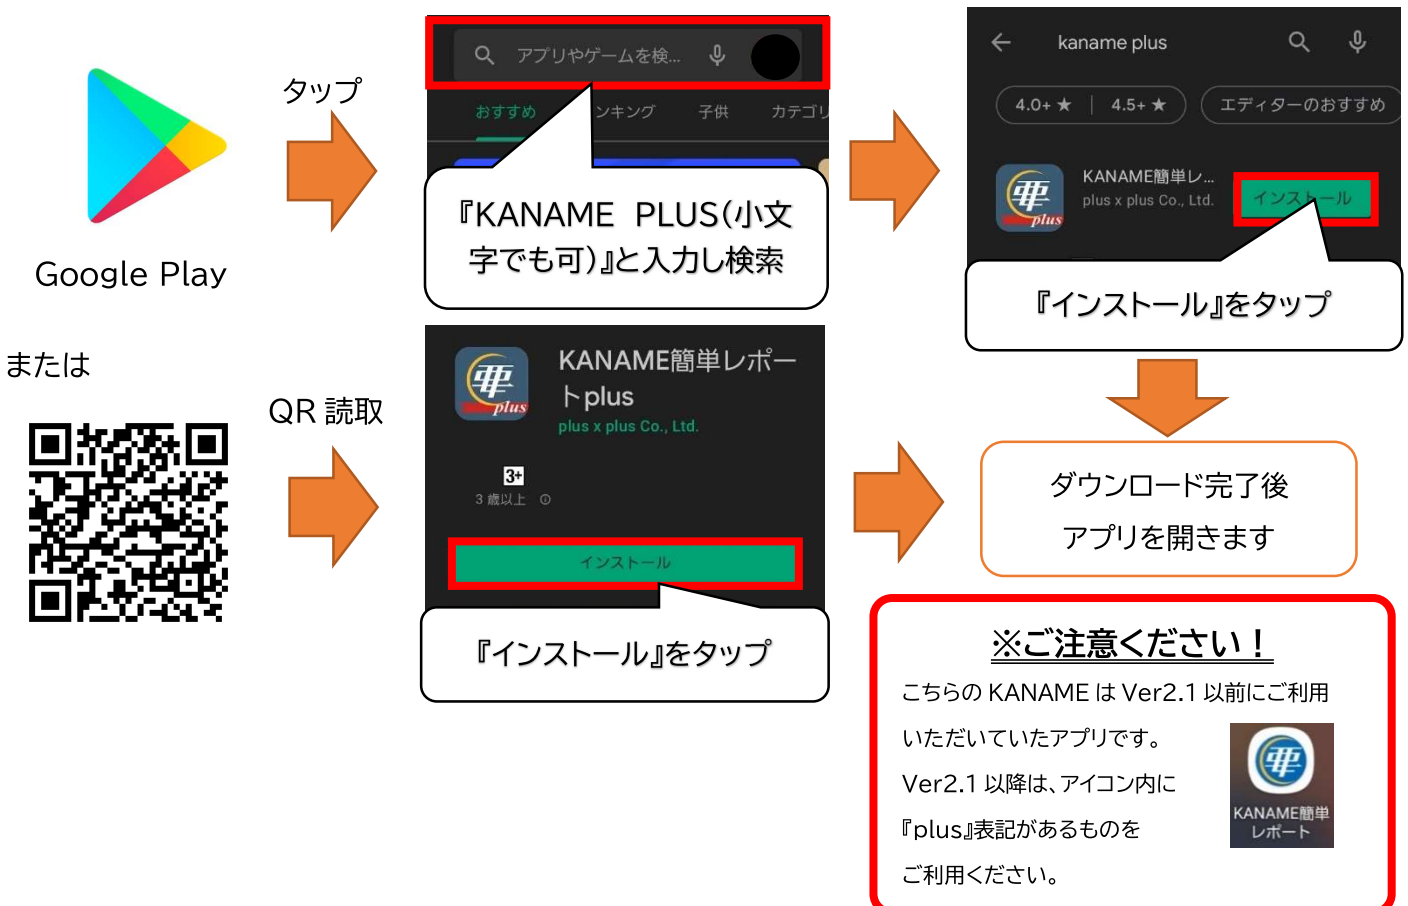 タップ
Google Play
アプリやゲームを検...
おすすめ
ンキング
子供
カテゴリ
『KANAME PLUS(小文
字でも可)』と入力し検索
kaname plus
4.0+ ★ | 4.5+ ★
エディターのおすすめ
亜
plus
KANAME簡単レ...
plus x plus Co., Ltd.
インストール
『インストール』をタップ
または
QR 読取
亜
plus
KANAME簡単レポー
トplus
plus x plus Co., Ltd.
3+
3 歳以上
インストール
『インストール』をタップ
ダウンロード完了後
アプリを開きます
※ご注意ください！
こちらの KANAME は Ver2.1 以前にご利用
いただいていたアプリです。
Ver2.1 以降は、アイコン内に
『plus』表記があるものを
ご利用ください。
亜
KANAME簡単
レポート